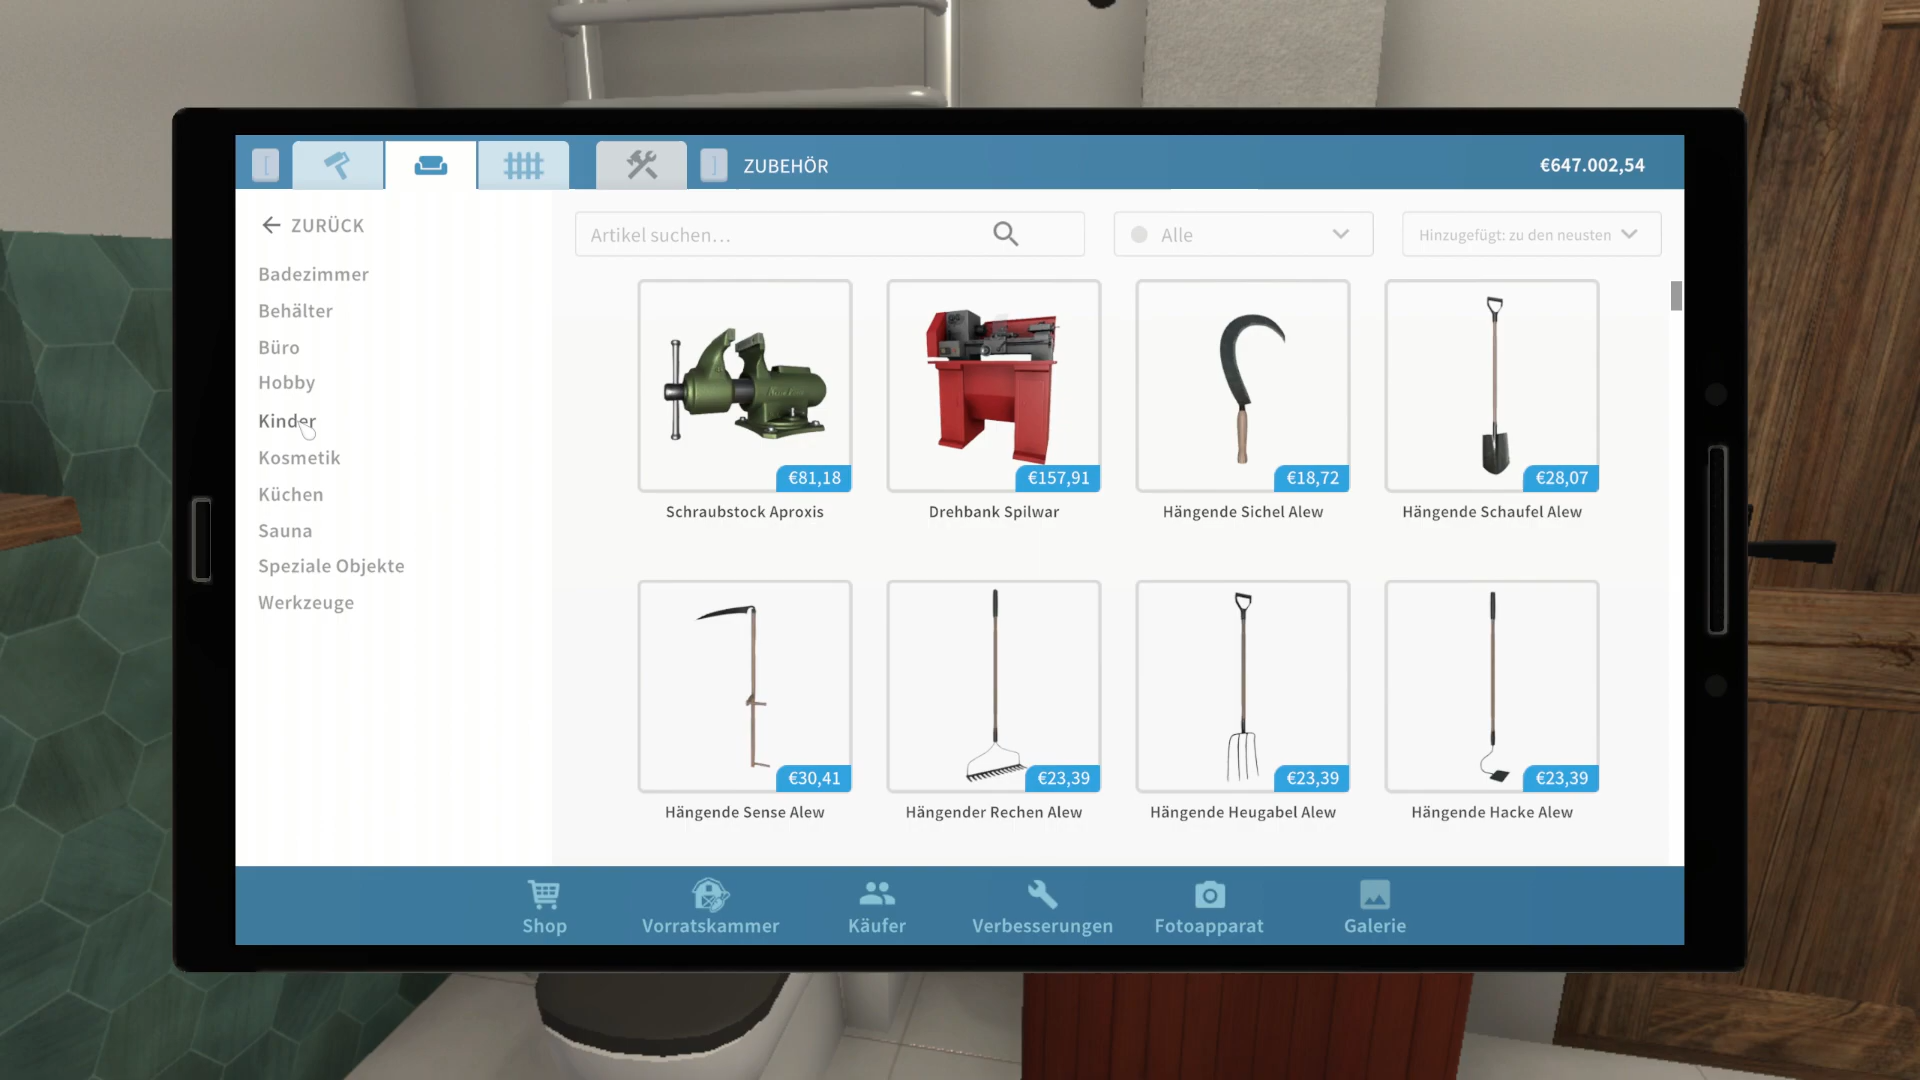 [
]
ZUBEHÖR
€647.002,54
ZURÜCK
Artikel suchen...
Alle
Hinzugefügt: zu den neusten
Badezimmer
Behälter
Büro
Hobby
Kinder
Kosmetik
Küchen
Sauna
Speziale Objekte
Werkzeuge
€81,18
€157,91
€18,72
€28,07
Schraubstock Aproxis
Drehbank Spilwar
Hängende Sichel Alew
Hängende Schaufel Alew
€30,41
€23,39
€23,39
€23,39
Hängende Sense Alew
Hängender Rechen Alew
Hängende Heugabel Alew
Hängende Hacke Alew
Shop
Vorratskammer
Käufer
Verbesserungen
Fotoapparat
Galerie